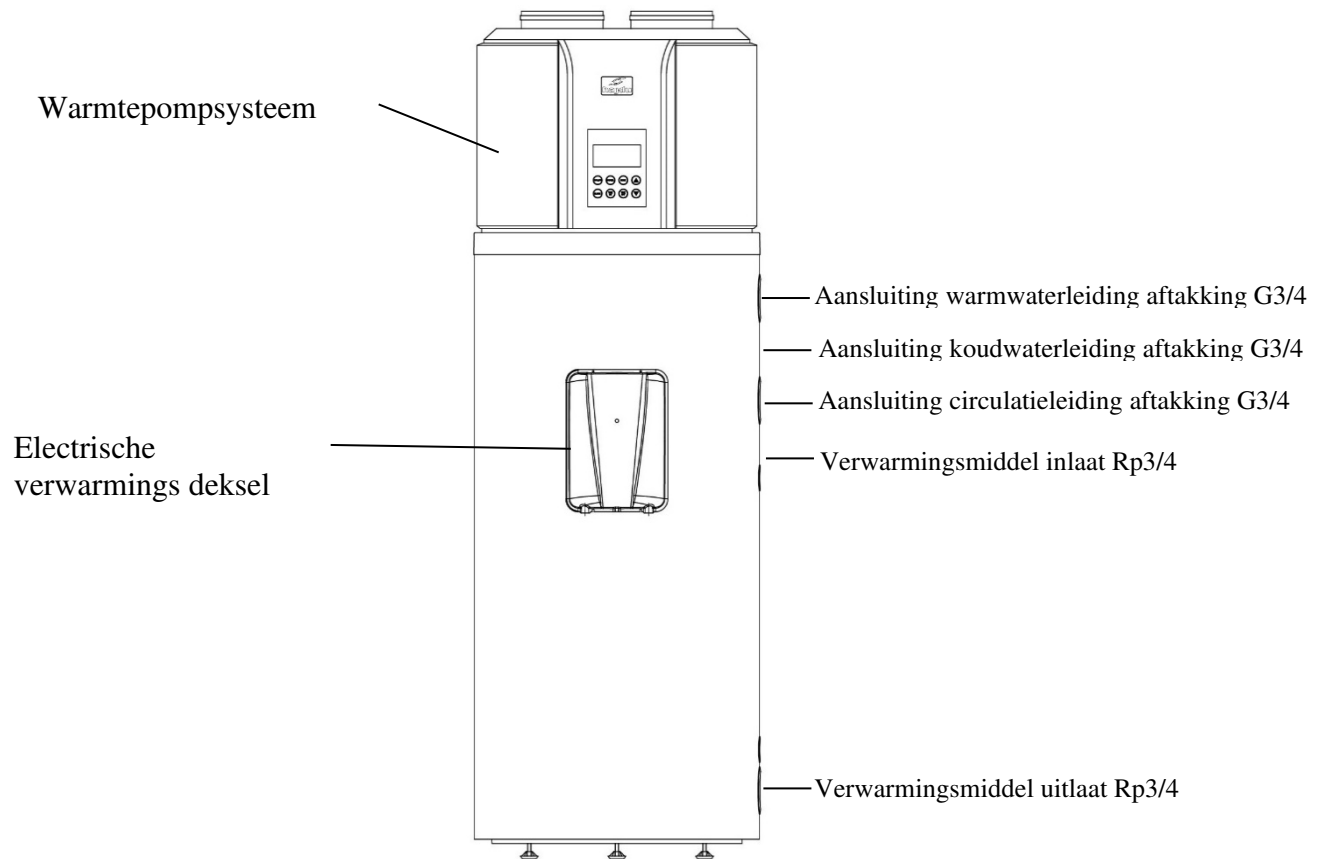 Warmtepompsysteem
Aansluiting warmwaterleiding aftakking G3/4
Aansluiting koudwaterleiding aftakking G3/4
Aansluiting circulatieleiding aftakking G3/4
Electrische
verwarmings deksel
Verwarmingsmiddel inlaat Rp3/4
Verwarmingsmiddel uitlaat Rp3/4